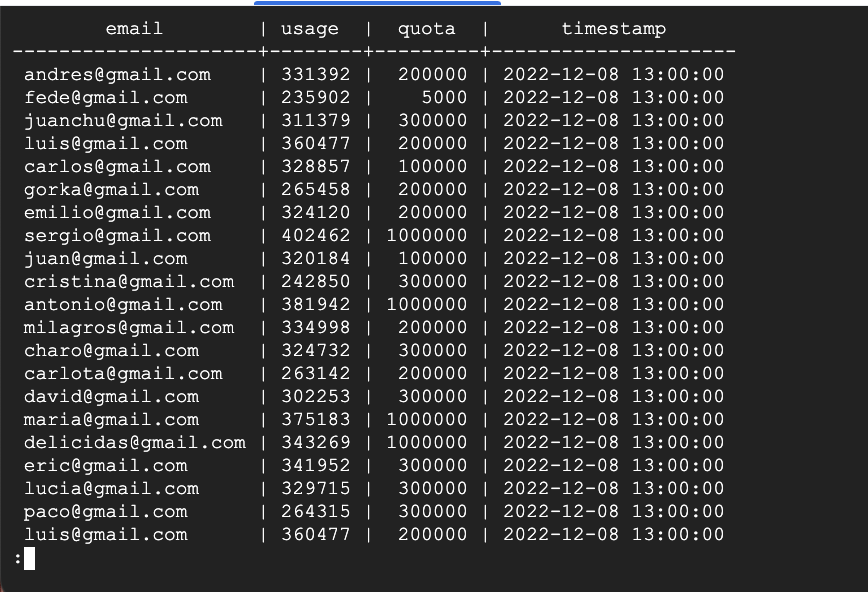 email | usage | quota | timestamp
---------------------+--------+---------+---------------------
andres@gmail.com | 331392 | 200000 | 2022-12-08 13:00:00
fede@gmail.com | 235902 | 5000 | 2022-12-08 13:00:00
juanchu@gmail.com | 311379 | 300000 | 2022-12-08 13:00:00
luis@gmail.com | 360477 | 200000 | 2022-12-08 13:00:00
carlos@gmail.com | 328857 | 100000 | 2022-12-08 13:00:00
gorka@gmail.com | 265458 | 200000 | 2022-12-08 13:00:00
emilio@gmail.com | 324120 | 200000 | 2022-12-08 13:00:00
sergio@gmail.com | 402462 | 1000000 | 2022-12-08 13:00:00
juan@gmail.com | 320184 | 100000 | 2022-12-08 13:00:00
cristina@gmail.com | 242850 | 300000 | 2022-12-08 13:00:00
antonio@gmail.com | 381942 | 1000000 | 2022-12-08 13:00:00
milagros@gmail.com | 334998 | 200000 | 2022-12-08 13:00:00
charo@gmail.com | 324732 | 300000 | 2022-12-08 13:00:00
carlota@gmail.com | 263142 | 200000 | 2022-12-08 13:00:00
david@gmail.com | 302253 | 300000 | 2022-12-08 13:00:00
maria@gmail.com | 375183 | 1000000 | 2022-12-08 13:00:00
delicidas@gmail.com | 343269 | 1000000 | 2022-12-08 13:00:00
eric@gmail.com | 341952 | 300000 | 2022-12-08 13:00:00
lucia@gmail.com | 329715 | 300000 | 2022-12-08 13:00:00
paco@gmail.com | 264315 | 300000 | 2022-12-08 13:00:00
luis@gmail.com | 360477 | 200000 | 2022-12-08 13:00:00
: